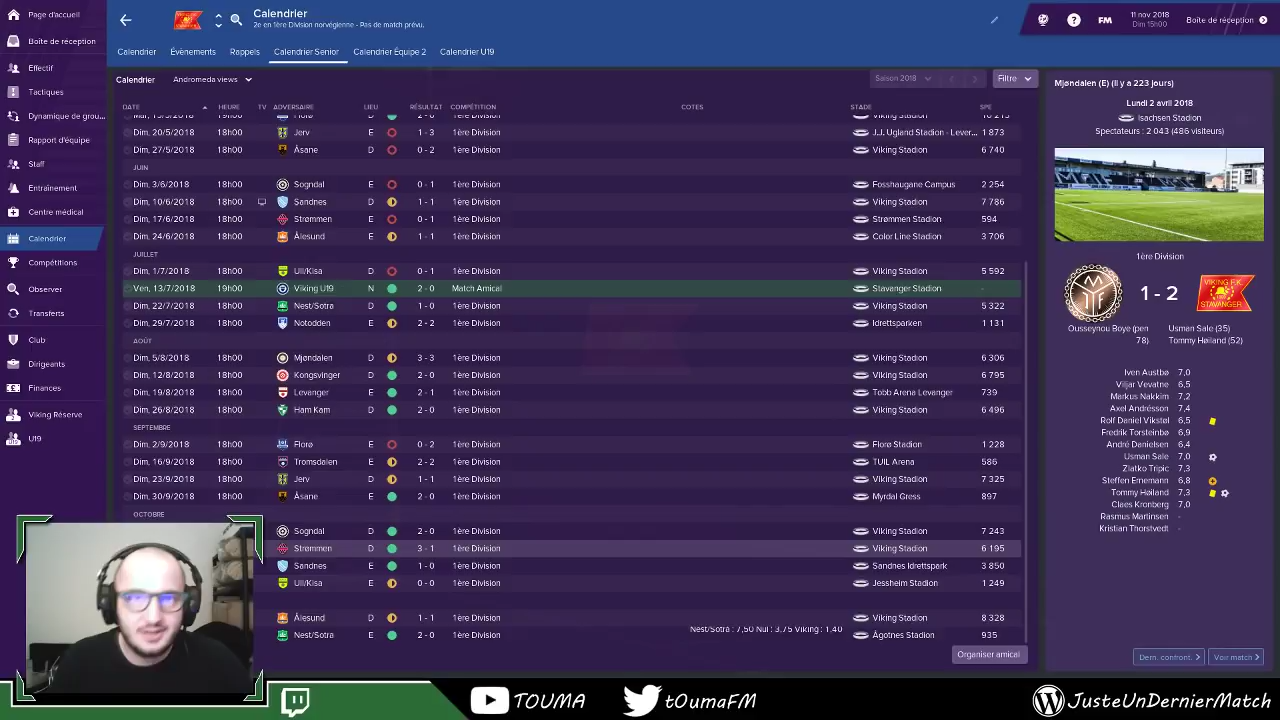 Page d'accueil
Boîte de réception
Effectif
Tactiques
Dynamique de grou...
Rapport d'équipe
Staff
Entraînement
Centre médical
Calendrier
Compétitions
Observer
Transferts
Club
Dirigeants
Finances
Viking Réserve
U19
Calendrier
2e en 1ère Division norvégienne - Pas de match prévu.
FM
11 nov 2018
Dim 15h00
Boîte de réception
Calendrier Évènements Rappels Calendrier Senior Calendrier Équipe 2 Calendrier U19
Calendrier Andromeda views Saison 2018 Filtre
DATE HEURE TV ADVERSAIRE LIEU RÉSULTAT COMPÉTITION COTES STADE SPE
Dim, 20/5/2018 18h00 Jerv E 1 - 3 1ère Division J.J. Ugland Stadion - Lever... 1 873
Dim, 27/5/2018 18h00 Åsane D 0 - 2 1ère Division Viking Stadion 6 740
JUIN
Dim, 3/6/2018 18h00 Sogndal E 0 - 1 1ère Division Fosshaugane Campus 2 254
Dim, 10/6/2018 18h00 Sandnes D 1 - 1 1ère Division Viking Stadion 7 786
Dim, 17/6/2018 18h00 Strømmen E 0 - 1 1ère Division Strømmen Stadion 594
Dim, 24/6/2018 18h00 Ålesund E 1 - 1 1ère Division Color Line Stadion 3 706
JUILLET
Dim, 1/7/2018 18h00 Ull/Kisa D 0 - 1 1ère Division Viking Stadion 5 592
Ven, 13/7/2018 19h00 Viking U19 N 2 - 0 Match Amical Stavanger Stadion -
Dim, 22/7/2018 18h00 Nest/Sotra D 1 - 0 1ère Division Viking Stadion 5 322
Dim, 29/7/2018 18h00 Notodden E 2 - 2 1ère Division Idrettsparken 1 131
AOÛT
Dim, 5/8/2018 18h00 Mjøndalen D 3 - 3 1ère Division Viking Stadion 6 306
Dim, 12/8/2018 18h00 Kongsvinger D 2 - 0 1ère Division Viking Stadion 6 795
Dim, 19/8/2018 18h00 Levanger E 2 - 1 1ère Division Tobb Arena Levanger 739
Dim, 26/8/2018 18h00 Ham Kam D 2 - 0 1ère Division Viking Stadion 6 496
SEPTEMBRE
Dim, 2/9/2018 18h00 Florø E 0 - 2 1ère Division Florø Stadion 1 228
Dim, 16/9/2018 18h00 Tromsdalen E 2 - 2 1ère Division TUIL Arena 586
Dim, 23/9/2018 18h00 Jerv D 1 - 1 1ère Division Viking Stadion 7 325
Dim, 30/9/2018 18h00 Åsane E 2 - 0 1ère Division Myrdal Gress 897
OCTOBRE
Sogndal D 2 - 0 1ère Division Viking Stadion 7 243
Strømmen D 3 - 1 1ère Division Viking Stadion 6 195
Sandnes E 1 - 0 1ère Division Sandnes Idrettspark 3 850
Ull/Kisa E 0 - 0 1ère Division Jessheim Stadion 1 249
Ålesund D 1 - 1 1ère Division Viking Stadion 8 328
Nest/Sotra E 2 - 0 1ère Division Nest/Sotra : 7,50 Nul : 3,75 Viking : 1,40 Ågotnes Stadion 935
Organiser amical
Mjøndalen (E) (Il y a 223 jours)
Lundi 2 avril 2018
Isachsen Stadion
Spectateurs : 2 043 (486 visiteurs)
1ère Division
1 - 2
VIKING F.K.
STAVANGER
Ousseynou Boye (pen 78)
Usman Sale (35)
Tommy Høiland (52)
Iven Austbø 7,0
Viljar Vevatne 6,5
Markus Nakkim 7,2
Axel Andrésson 7,4
Rolf Daniel Vikstøl 6,5
Fredrik Torsteinbø 6,9
André Danielsen 6,4
Usman Sale 7,0
Zlatko Tripic 7,3
Steffen Ernemann 6,8
Tommy Høiland 7,3
Claes Kronberg 7,0
Rasmus Martinsen -
Kristian Thorstvedt -
Dern. confront.
Voir match
TOUMA
tOumaFM
JusteUnDernierMatch